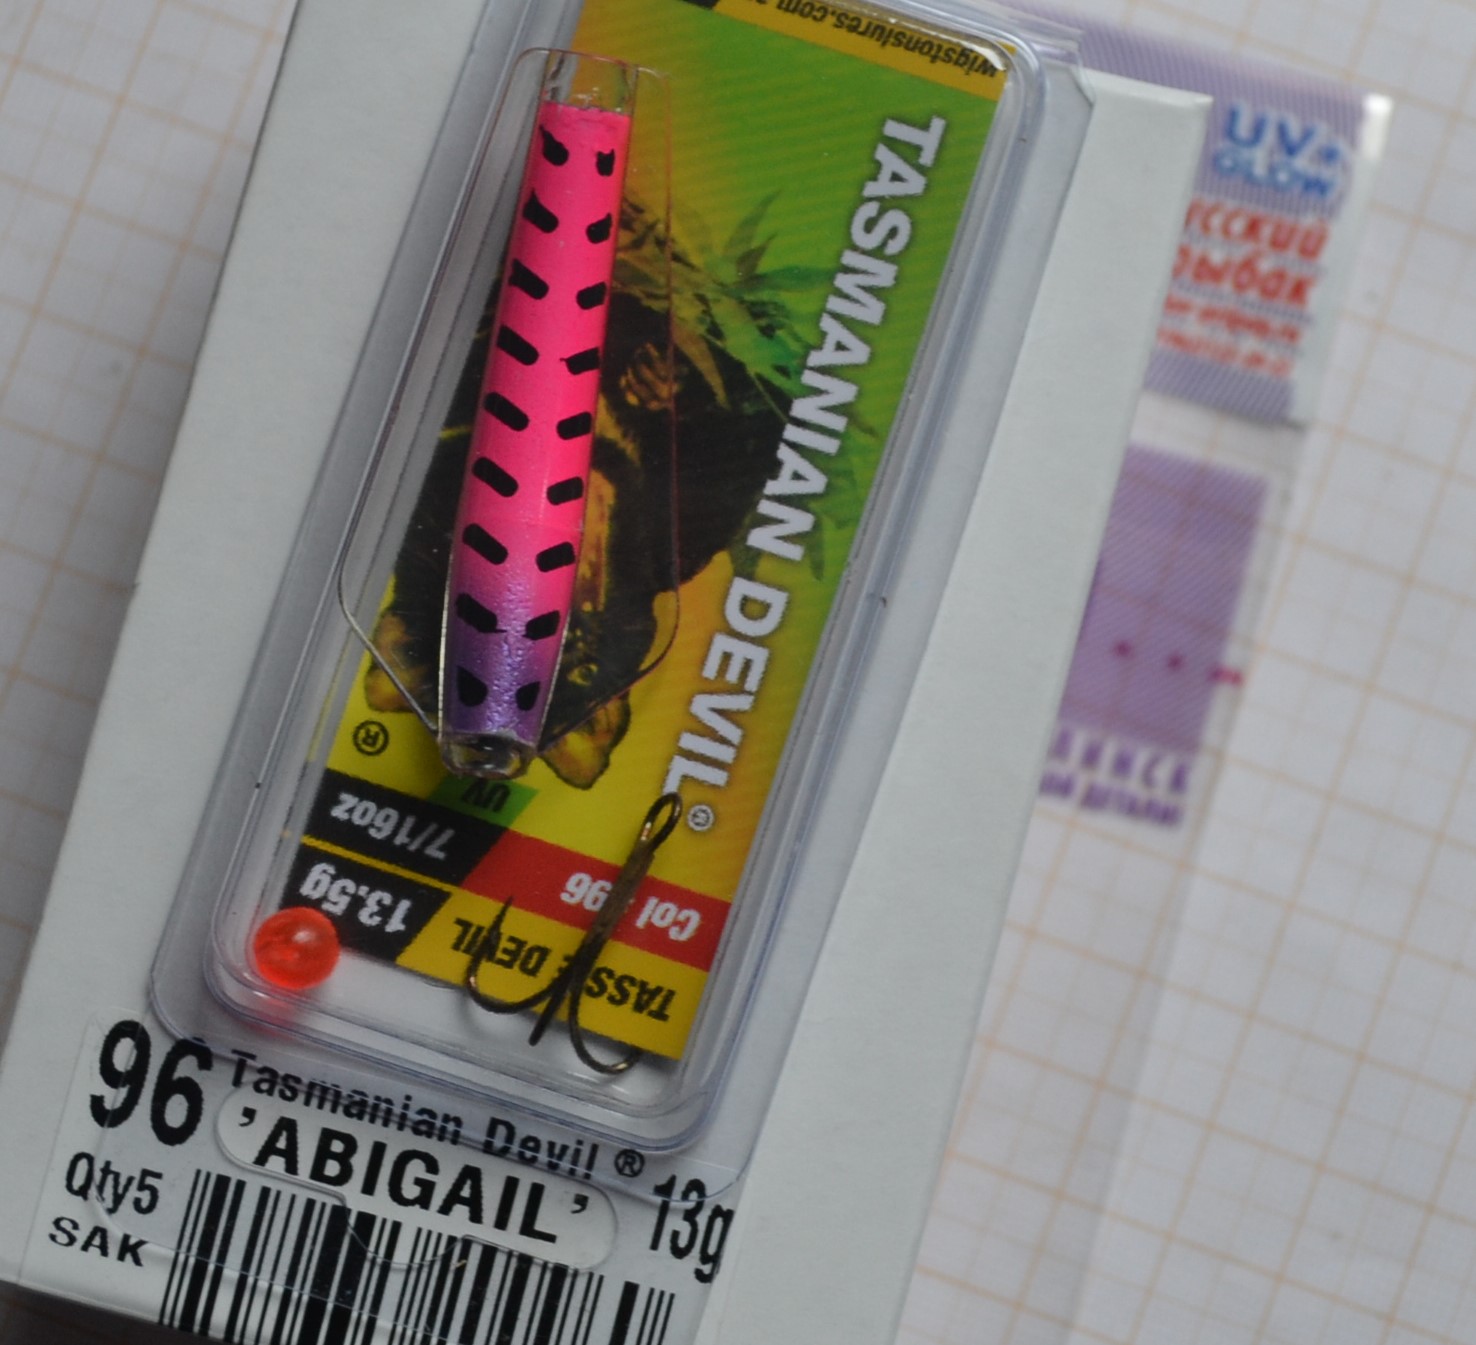 wigstonslures.com
TASMANIAN DEVIL®
®
UV
7/16oz
13.5g
Col 96
DEVIL
UV+
GLOW
96
Tasmanian Devil ® 13g
'ABIGAIL'
Qty5
SAK